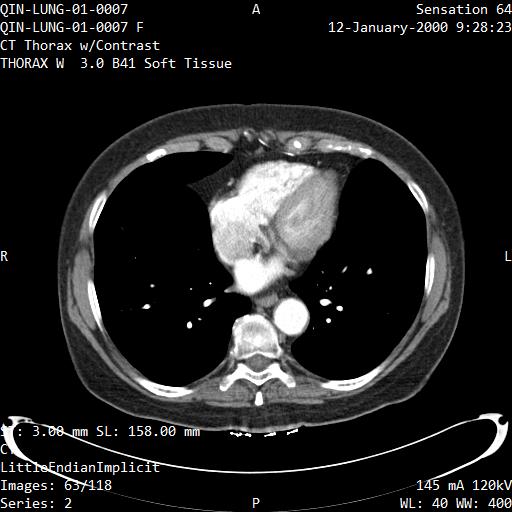 QIN-LUNG-01-0007
QIN-LUNG-01-0007 F
CT Thorax w/Contrast
THORAX W  3.0 B41 Soft Tissue
A
Sensation 64
12-January-2000 9:28:23
R
L
3.00 mm SL: 158.00 mm
LittleEndianImplicit
Images: 63/118
Series: 2
P
145 mA 120kV
WL: 40 WW: 400